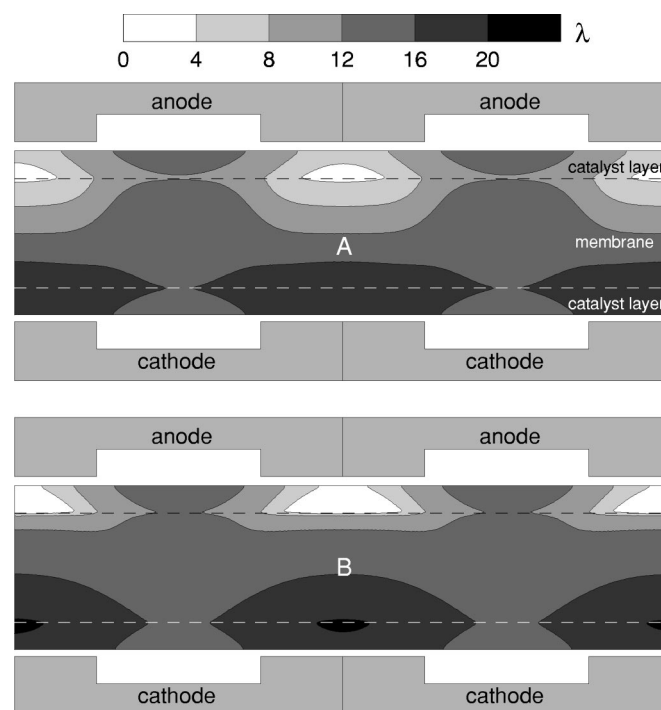 λ
0 4 8 12 16 20
anode anode
catalyst layer
membrane
A
catalyst layer
cathode cathode
anode anode
B
cathode cathode